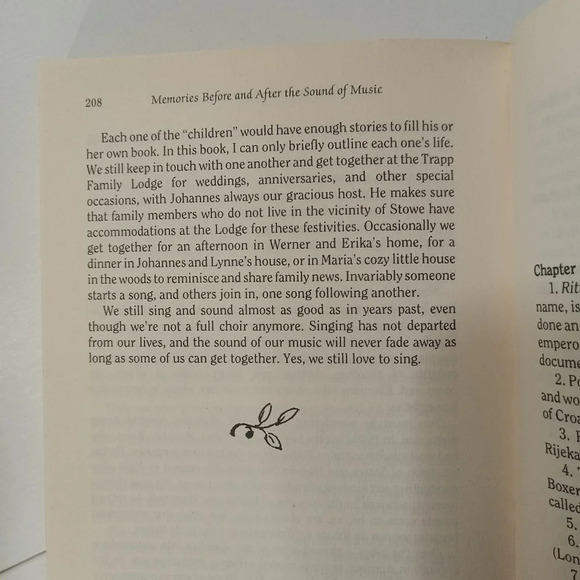 208
Memories Before and After the Sound of Music
Each one of the “children” would have enough stories to fill his or
her own book. In this book, I can only briefly outline each one’s life.
We still keep in touch with one another and get together at the Trapp
Family Lodge for weddings, anniversaries, and other special
occasions, with Johannes always our gracious host. He makes sure
that family members who do not live in the vicinity of Stowe have
accommodations at the Lodge for these festivities. Occasionally we
get together for an afternoon in Werner and Erika’s home, for a
dinner in Johannes and Lynne’s house, or in Maria’s cozy little house
in the woods to reminisce and share family news. Invariably someone
starts a song, and others join in, one song following another.
We still sing and sound almost as good as in years past, even
though we’re not a full choir anymore. Singing has not departed
from our lives, and the sound of our music will never fade away as
long as some of us can get together. Yes, we still love to sing.
Chapter
1. Rit
name, is
done an
empero
docume
2. Po
and wo
of Croa
3.
Rijeka
4.
Boxer
called
5.
6.
(Lon
7